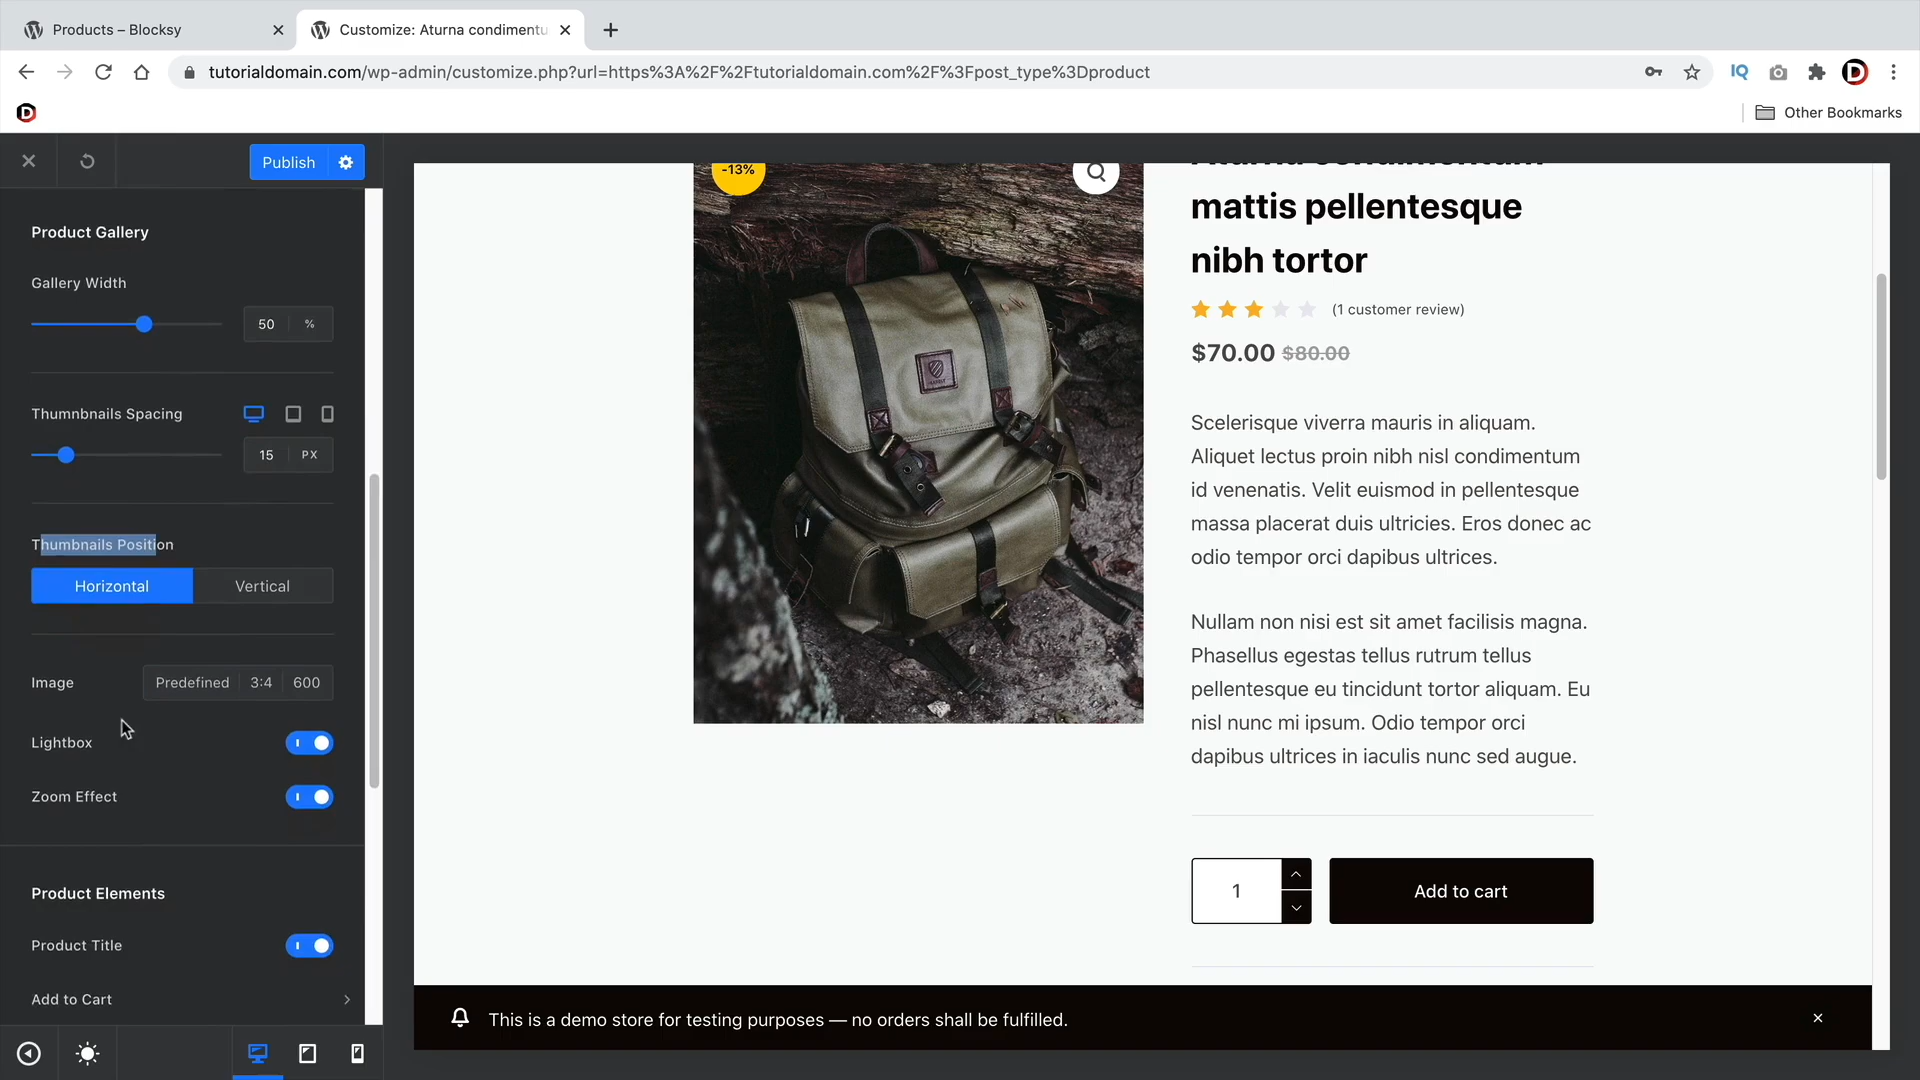 Products – Blocksy
Customize: Aturna condimentu
tutorialdomain.com/wp-admin/customize.php?url=https%3A%2F%2Ftutorialdomain.com%2F%3Fpost_type%3Dproduct
IQ
D
D
Other Bookmarks
Publish
Product Gallery
Gallery Width
50 %
Thumnbnails Spacing
15 PX
Thumbnails Position
Horizontal Vertical
Image Predefined 3:4 600
Lightbox
Zoom Effect
Product Elements
Product Title
Add to Cart
-13%
Aturna condimentum
mattis pellentesque
nibh tortor
(1 customer review)
$70.00 $80.00
Scelerisque viverra mauris in aliquam.
Aliquet lectus proin nibh nisl condimentum
id venenatis. Velit euismod in pellentesque
massa placerat duis ultricies. Eros donec ac
odio tempor orci dapibus ultrices.
Nullam non nisi est sit amet facilisis magna.
Phasellus egestas tellus rutrum tellus
pellentesque eu tincidunt tortor aliquam. Eu
nisl nunc mi ipsum. Odio tempor orci
dapibus ultrices in iaculis nunc sed augue.
1
Add to cart
This is a demo store for testing purposes — no orders shall be fulfilled.